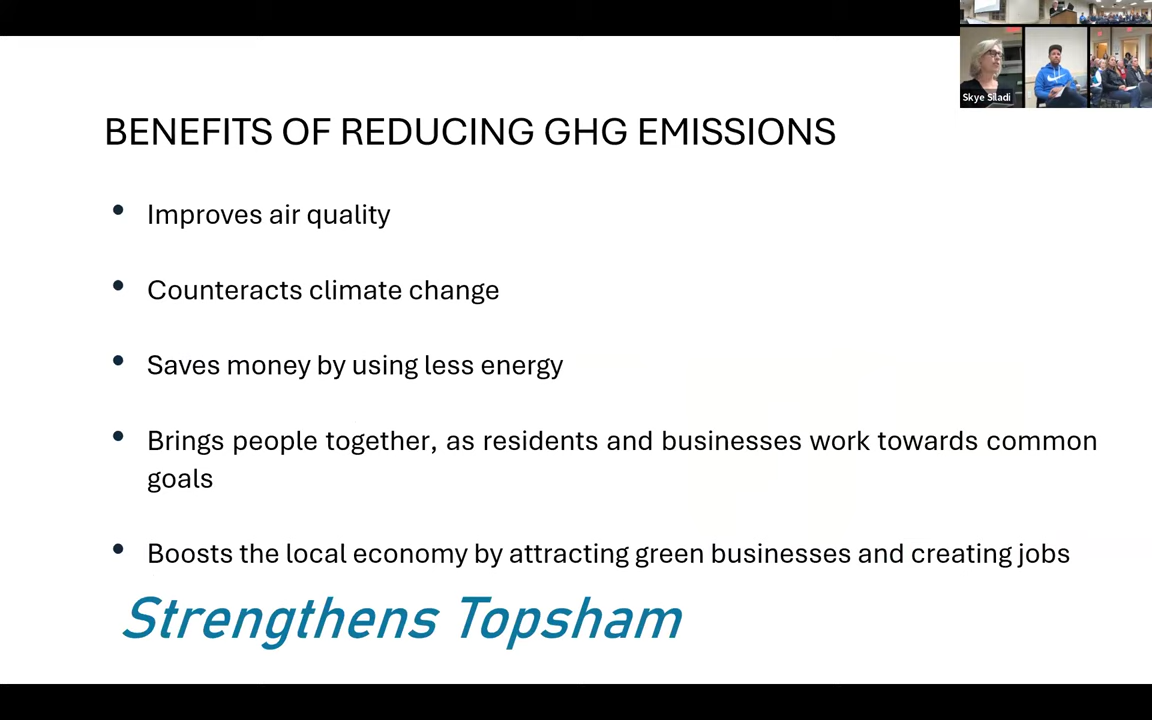 Skye Siladi
BENEFITS OF REDUCING GHG EMISSIONS
• Improves air quality
• Counteracts climate change
• Saves money by using less energy
• Brings people together, as residents and businesses work towards common
goals
• Boosts the local economy by attracting green businesses and creating jobs
Strengthens Topsham